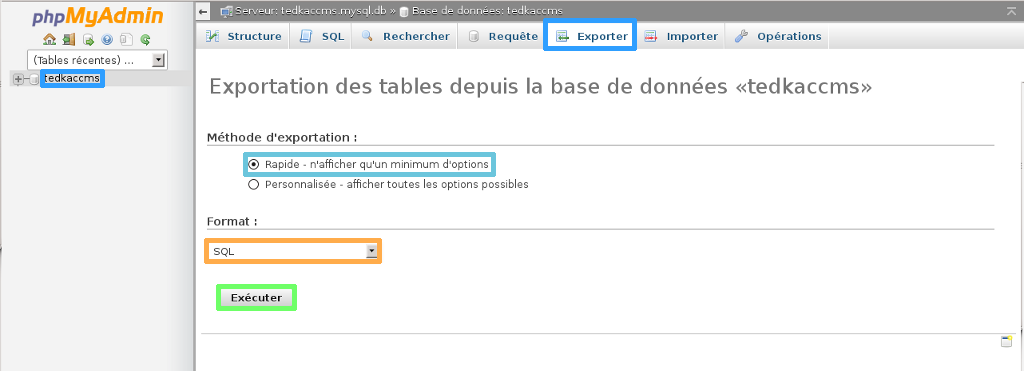 phpMyAdmin
(Tables récentes) ...
tedkaccms
Serveur: tedkaccms.mysql.db » Base de données: tedkaccms
Structure SQL Rechercher Requête Exporter Importer Opérations
Exportation des tables depuis la base de données «tedkaccms»
Méthode d'exportation :
Rapide - n'afficher qu'un minimum d'options
Personnalisée - afficher toutes les options possibles
Format :
SQL
Exécuter